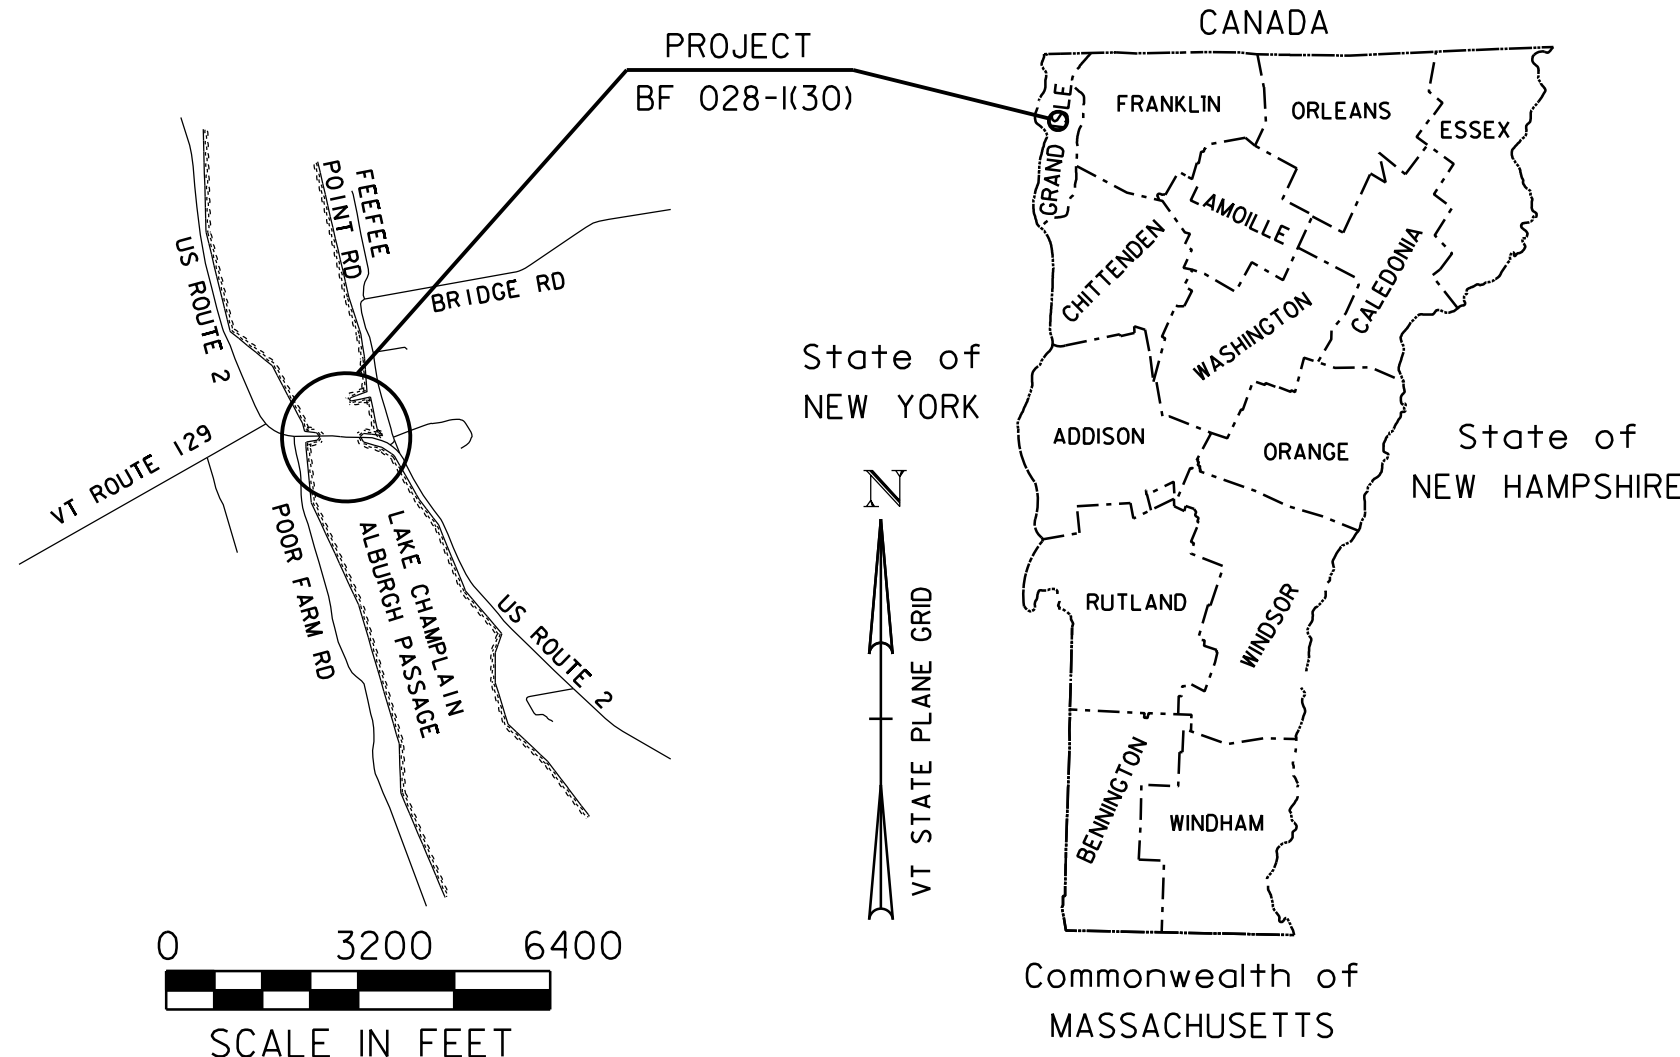 CANADA
PROJECT
BF 028-1(30)
GRAND ISLE
FRANKLIN
ORLEANS
ESSEX
LAMOILLE
CHITTENDEN
CALEDONIA
WASHINGTON
State of
NEW YORK
ADDISON
ORANGE
State of
NEW HAMPSHIRE
RUTLAND
WINDSOR
BENNINGTON
WINDHAM
Commonwealth of
MASSACHUSETTS
N
VT STATE PLANE GRID
FEEFEE
POINT RD
US ROUTE 2
BRIDGE RD
VT ROUTE 129
POOR FARM RD
LAKE CHAMPLAIN
ALBURGH PASSAGE
US ROUTE 2
0 3200 6400
SCALE IN FEET